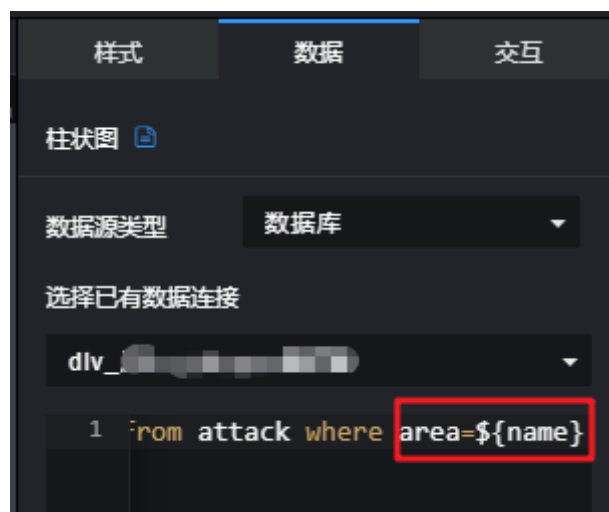 样式 数据 交互
柱状图
数据源类型 数据库
选择已有数据连接
dlv_
1 from attack where area=${name}